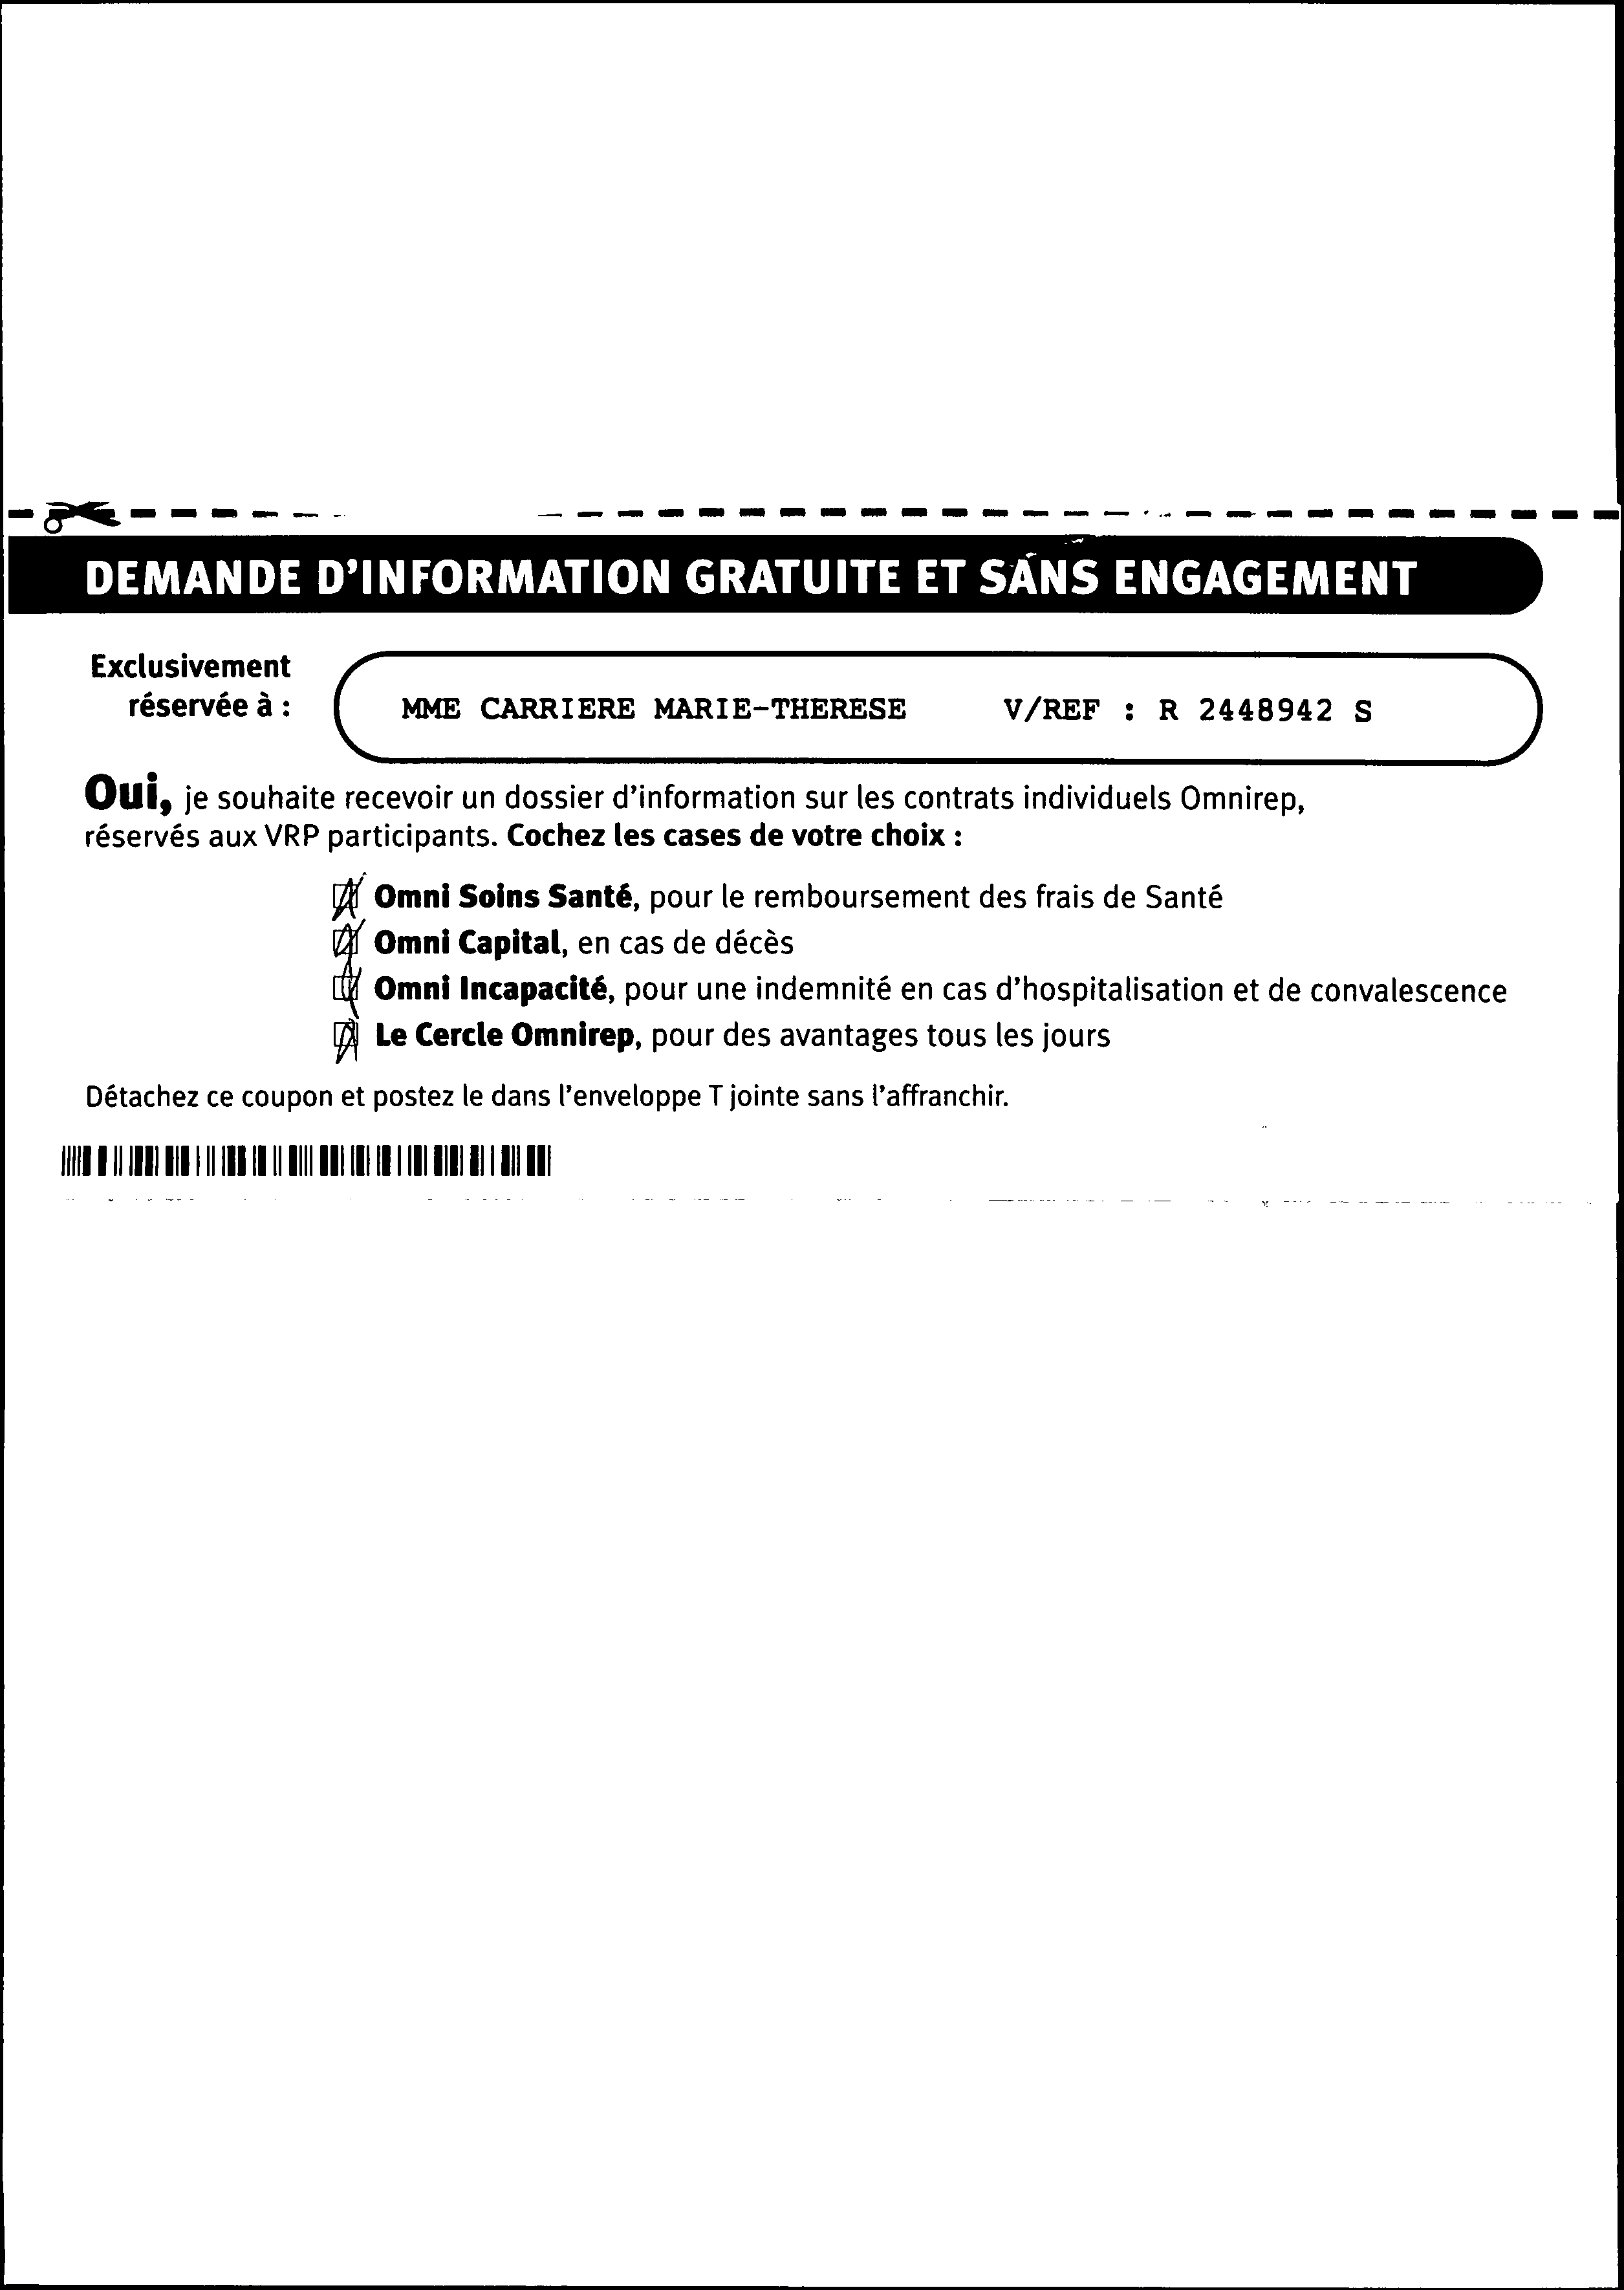 DEMANDE D'INFORMATION GRATUITE ET SANS ENGAGEMENT
Exclusivement
réservée à :
MME CARRIERE MARIE-THERESE V/REF : R 2448942 S
Oui, je souhaite recevoir un dossier d'information sur les contrats individuels Omnirep,
réservés aux VRP participants. Cochez les cases de votre choix :
Omni Soins Santé, pour le remboursement des frais de Santé
Omni Capital, en cas de décès
Omni Incapacité, pour une indemnité en cas d'hospitalisation et de convalescence
Le Cercle Omnirep, pour des avantages tous les jours
Détachez ce coupon et postez le dans l'enveloppe T jointe sans l'affranchir.